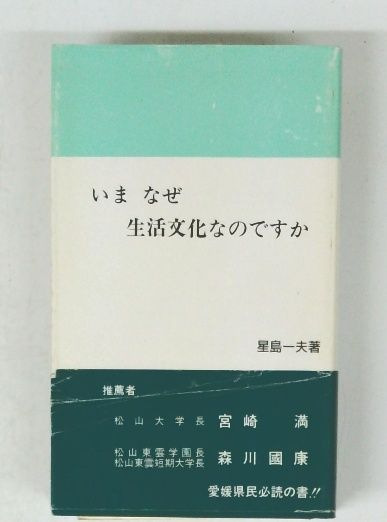 いま なぜ
生活文化なのですか
星島一夫著
推薦者
松山大学長 宮崎 満
松山東雲学園長
松山東雲短期大学長 森川國康
愛媛県民必読の書!!